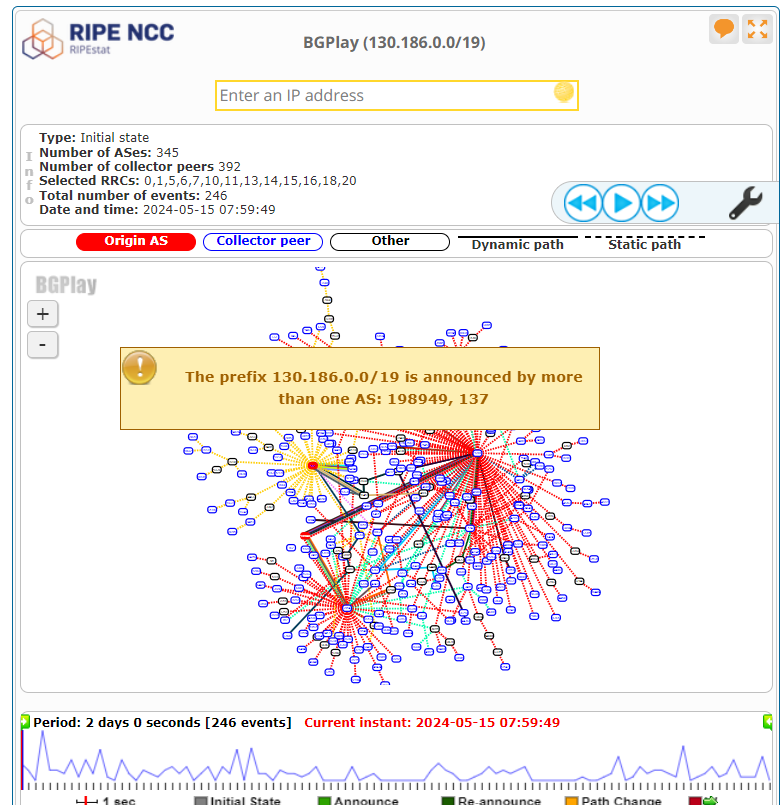 RIPE NCC
RIPEstat
BGPlay (130.186.0.0/19)
Enter an IP address
Info
Type: Initial state
Number of ASes: 345
Number of collector peers 392
Selected RRCs: 0,1,5,6,7,10,11,13,14,15,16,18,20
Total number of events: 246
Date and time: 2024-05-15 07:59:49
Origin AS Collector peer Other Dynamic path Static path
BGPlay
+
-
The prefix 130.186.0.0/19 is announced by more
than one AS: 198949, 137
Period: 2 days 0 seconds [246 events] Current instant: 2024-05-15 07:59:49
1 sec Initial State Announce Re-announce Path Change